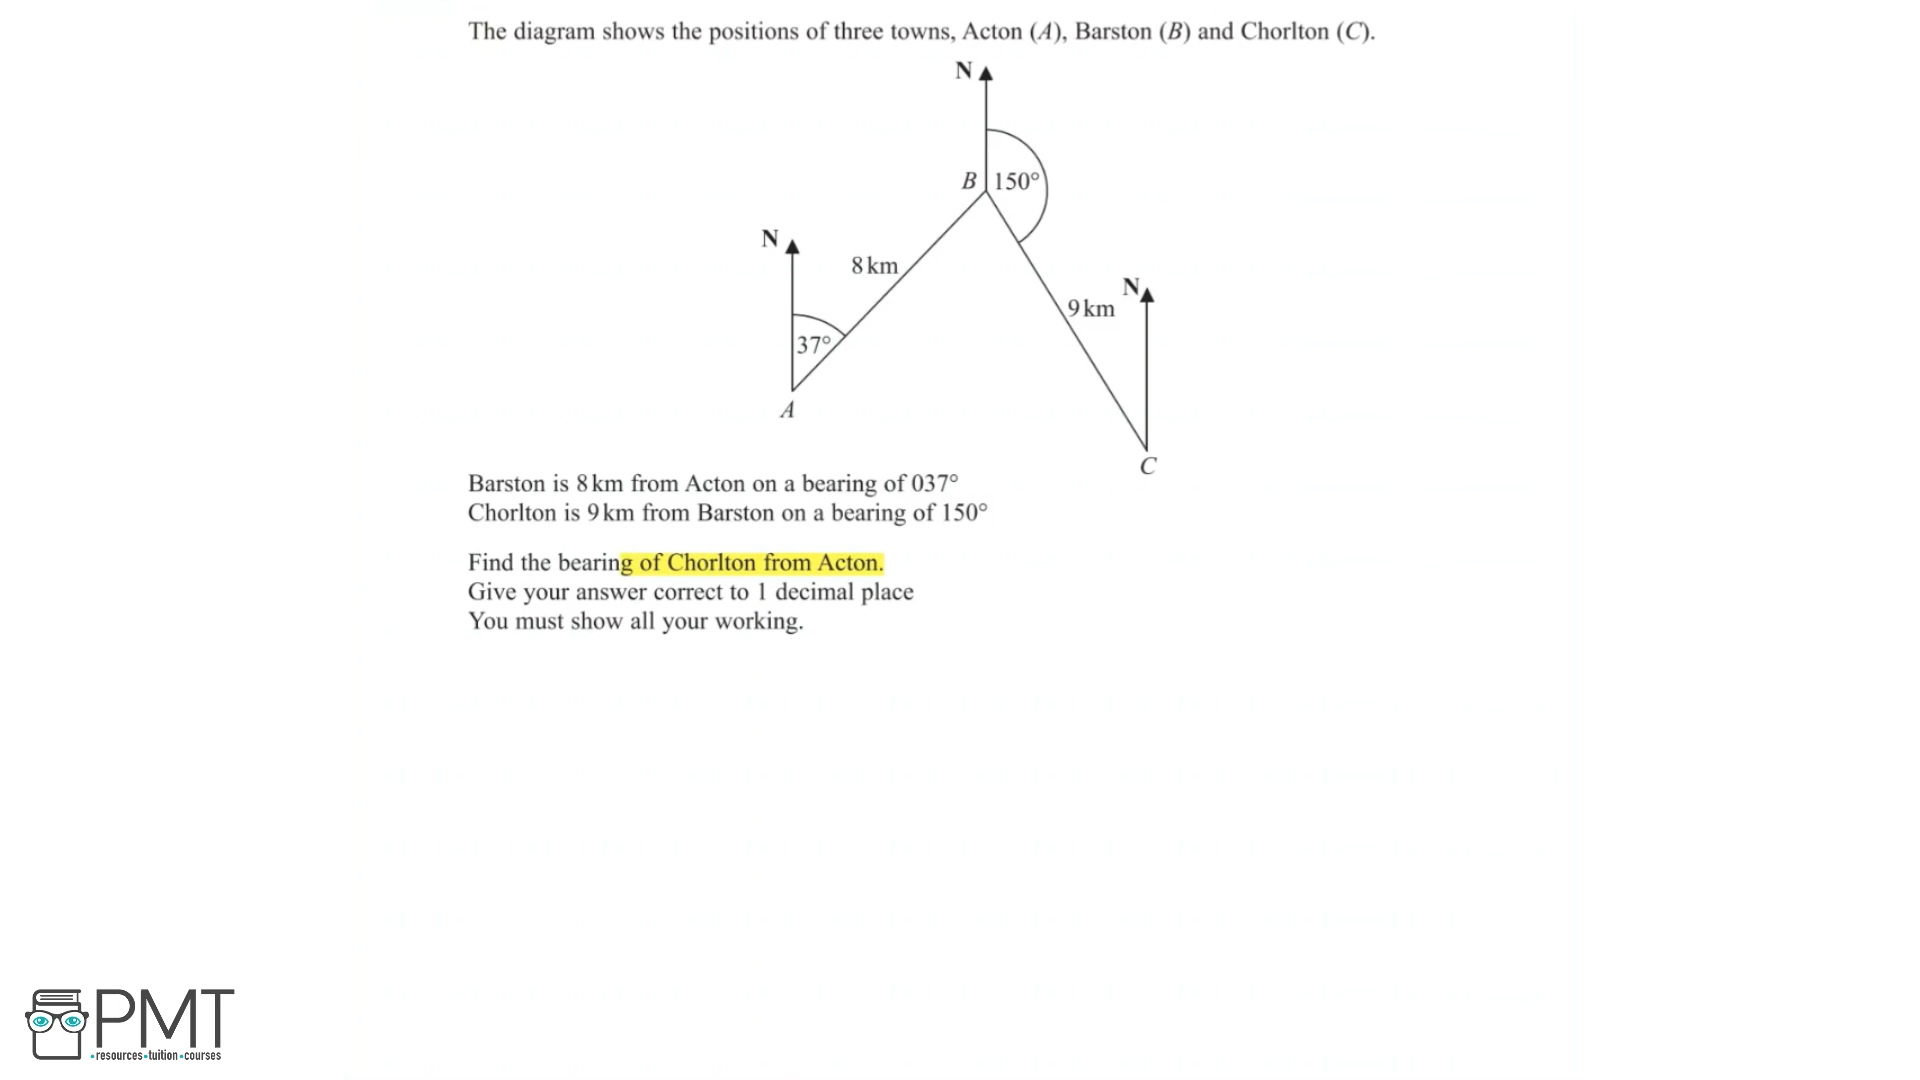 The diagram shows the positions of three towns, Acton (A), Barston (B) and Chorlton (C).
N
B 150°
N
8 km
N
9 km
37°
A
C
Barston is 8 km from Acton on a bearing of 037°
Chorlton is 9 km from Barston on a bearing of 150°
Find the bearing of Chorlton from Acton.
Give your answer correct to 1 decimal place
You must show all your working.
PMT
•resources•tuition•courses